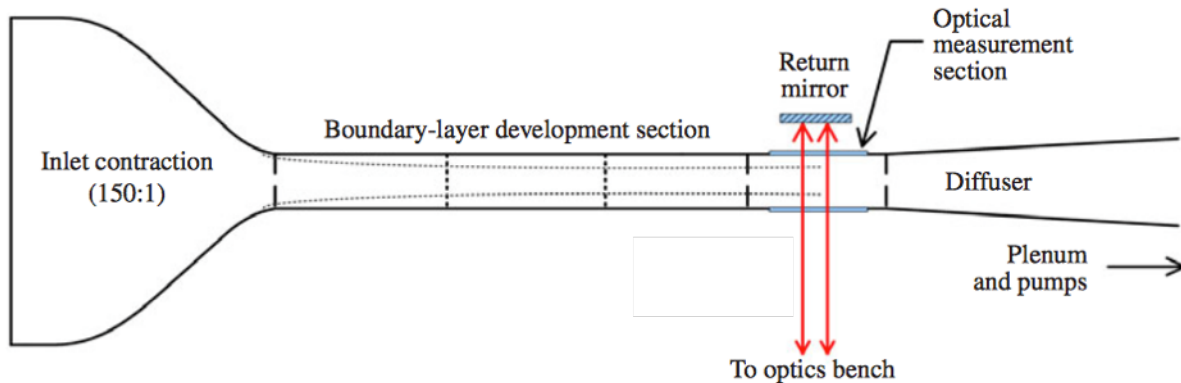 Optical
measurement
section
Return
mirror
Boundary-layer development section
Inlet contraction
(150:1)
Diffuser
Plenum
and pumps
To optics bench